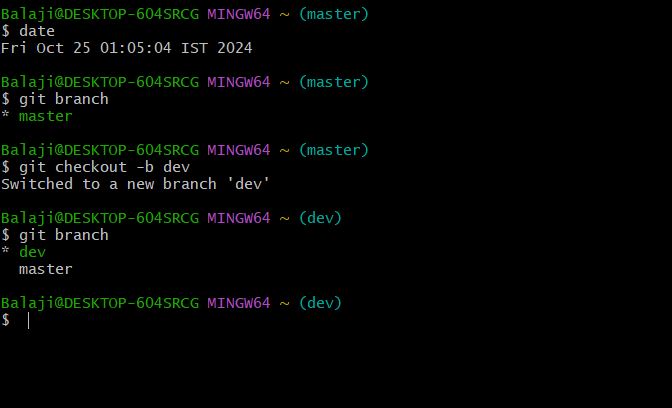 Balaji@DESKTOP-604SRCG MINGW64 ~ (master)
$ date
Fri Oct 25 01:05:04 IST 2024
Balaji@DESKTOP-604SRCG MINGW64 ~ (master)
$ git branch
* master
Balaji@DESKTOP-604SRCG MINGW64 ~ (master)
$ git checkout -b dev
Switched to a new branch 'dev'
Balaji@DESKTOP-604SRCG MINGW64 ~ (dev)
$ git branch
* dev
  master
Balaji@DESKTOP-604SRCG MINGW64 ~ (dev)
$